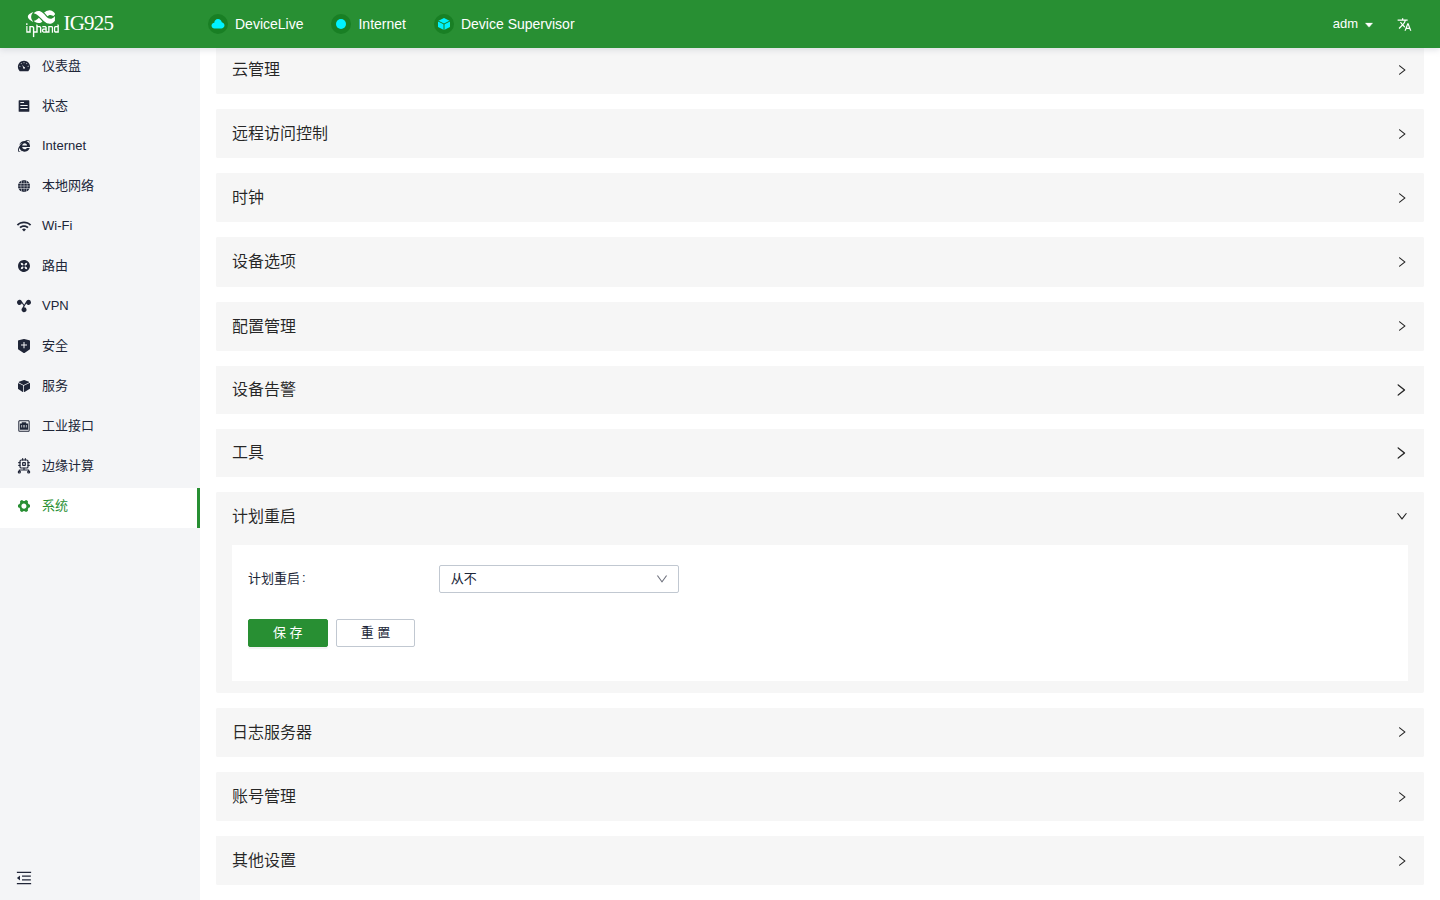 inhand IG925
DeviceLive
Internet
Device Supervisor
adm
仪表盘
状态
Internet
本地网络
Wi-Fi
路由
VPN
安全
服务
工业接口
边缘计算
系统
云管理
远程访问控制
时钟
设备选项
配置管理
设备告警
工具
计划重启
计划重启:
从不
保 存
重 置
日志服务器
账号管理
其他设置